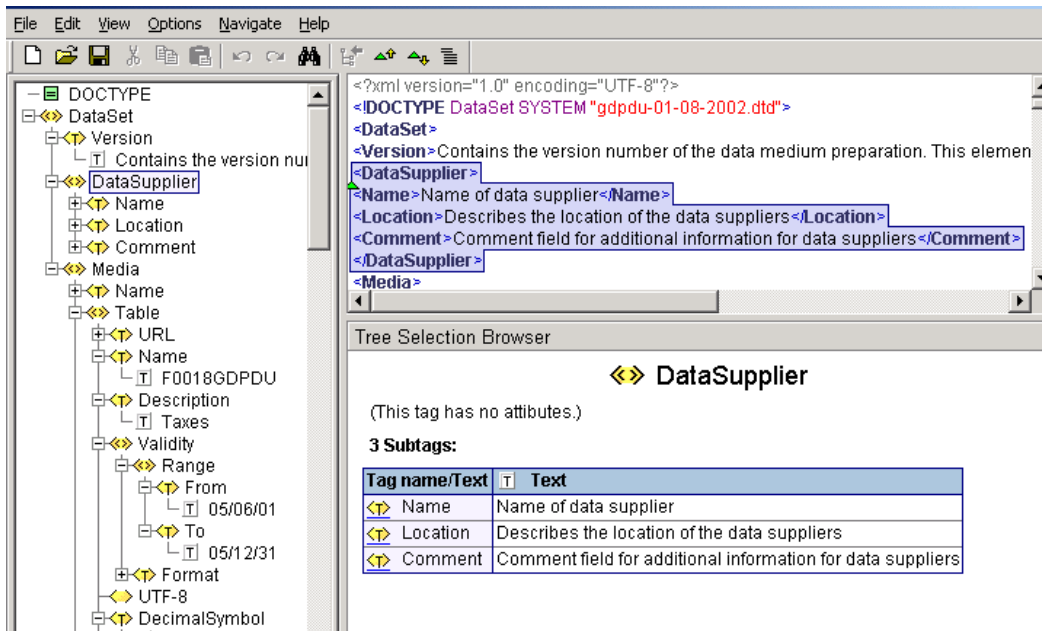 File Edit View Options Navigate Help
DOCTYPE
DataSet
Version
T Contains the version nu
DataSupplier
Name
Location
Comment
Media
Name
Table
URL
Name
T F0018GDPDU
Description
T Taxes
Validity
Range
From
T 05/06/01
To
T 05/12/31
Format
UTF-8
DecimalSymbol
<?xml version="1.0" encoding="UTF-8"?>
<!DOCTYPE DataSet SYSTEM "gdpdu-01-08-2002.dtd">
<DataSet>
<Version>Contains the version number of the data medium preparation. This elemen
<DataSupplier>
<Name>Name of data supplier</Name>
<Location>Describes the location of the data suppliers</Location>
<Comment>Comment field for additional information for data suppliers</Comment>
</DataSupplier>
<Media>
Tree Selection Browser
DataSupplier
(This tag has no attibutes.)
3 Subtags:
Tag name/Text T Text
Name Name of data supplier
Location Describes the location of the data suppliers
Comment Comment field for additional information for data suppliers